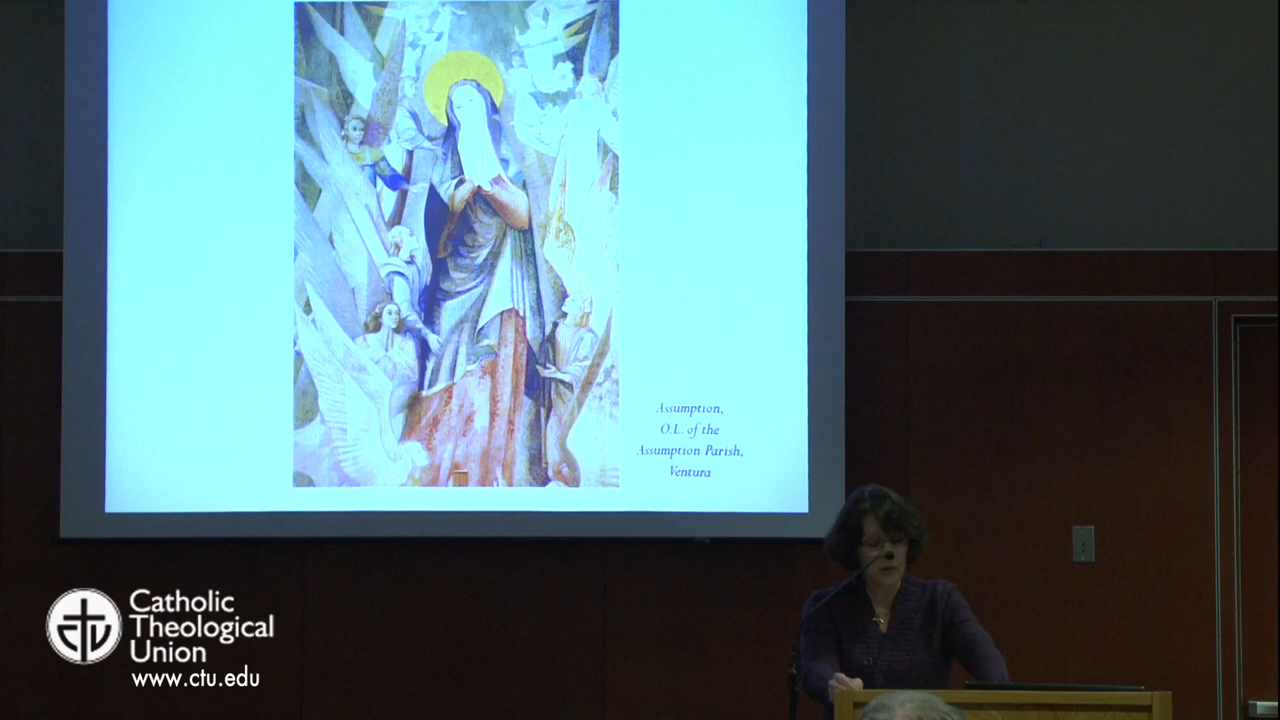 Assumption,
O.L. of the
Assumption Parish,
Ventura
Catholic
Theological
Union
www.ctu.edu